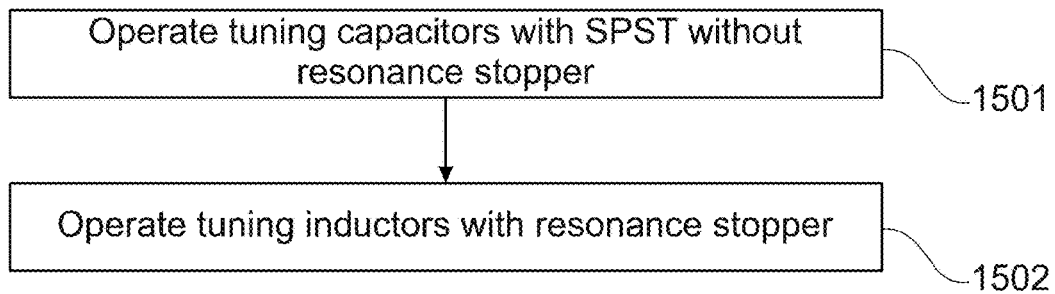 Operate tuning capacitors with SPST without
resonance stopper
1501
Operate tuning inductors with resonance stopper
1502